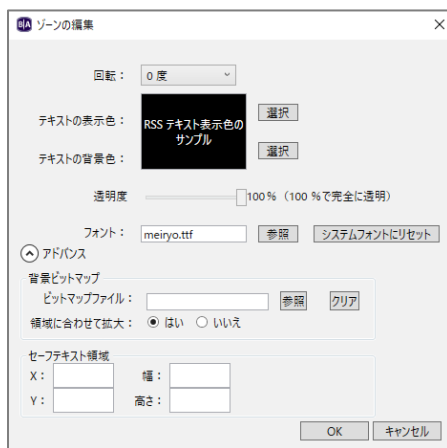 B|A ゾーンの編集
回転： 0 度
テキストの表示色：
RSS テキスト表示色の
サンプル
選択
テキストの背景色：
選択
透明度 100%（100 %で完全に透明）
フォント： meiryo.ttf 参照 システムフォントにリセット
アドバンス
背景ビットマップ
ビットマップファイル： 参照 クリア
領域に合わせて拡大： はい いいえ
セーフテキスト領域
X： 幅：
Y： 高さ：
OK キャンセル